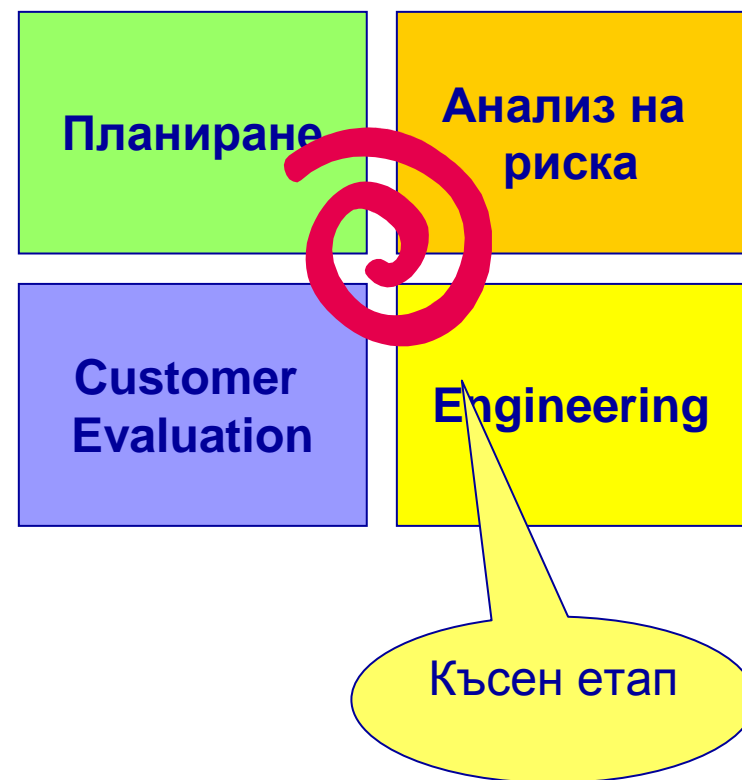 Планиране
Анализ на
риска
Customer
Evaluation
Engineering
Късен етап